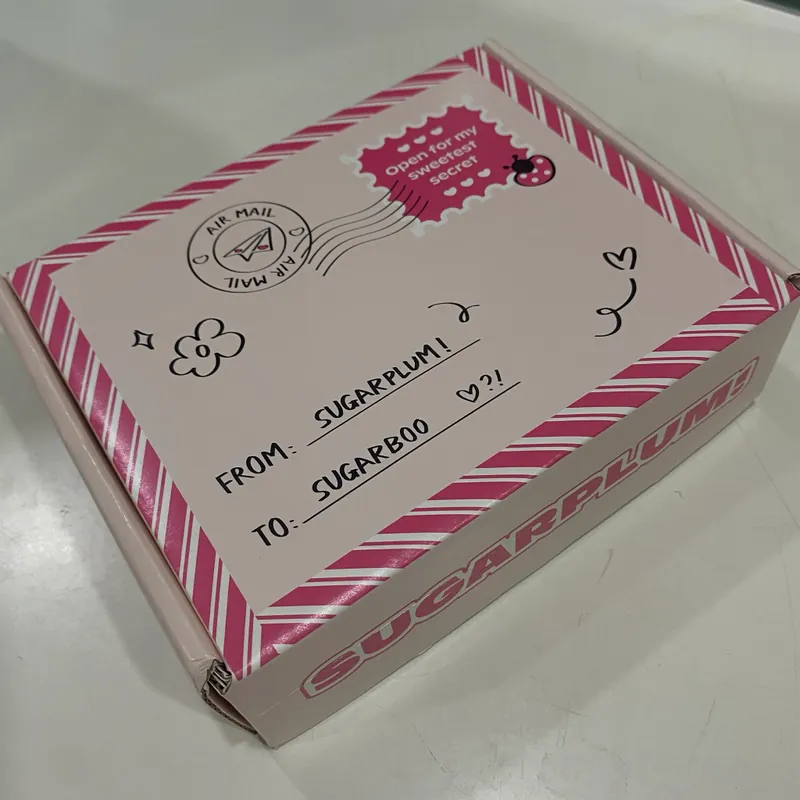 Open for my
sweetest
secret
AIR MAIL
AIR MAIL
FROM: SUGARPLUM!
TO: SUGARBOO ♡?!
SUGARPLUM!